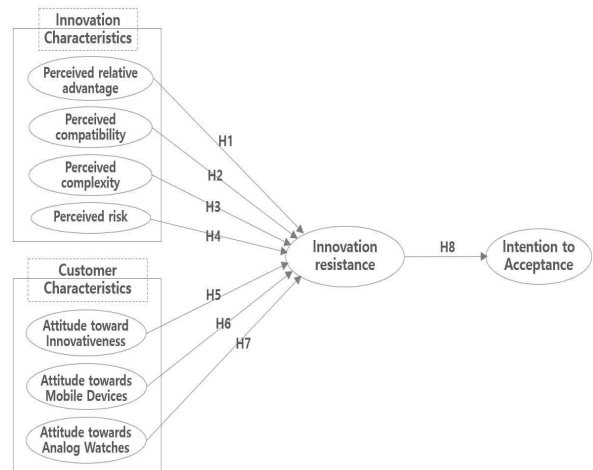 Innovation
Characteristics
Perceived relative
advantage
Perceived
compatibility
Perceived
complexity
Perceived risk
Customer
Characteristics
Attitude toward
Innovativeness
Attitude towards
Mobile Devices
Attitude towards
Analog Watches
H1
H2
H3
H4
H5
H6
H7
Innovation
resistance
H8
Intention to
Acceptance